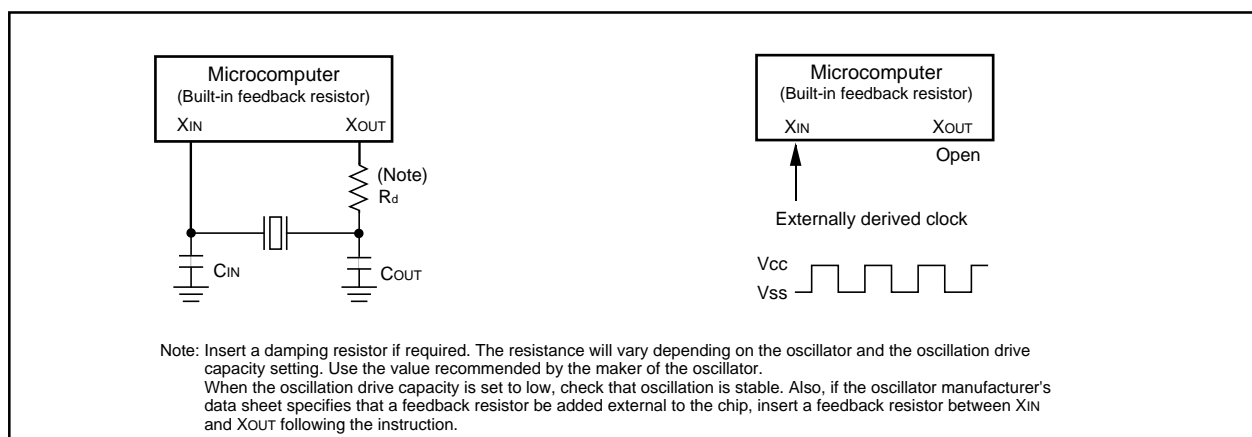 Microcomputer
(Built-in feedback resistor)
XIN XOUT
(Note)
Rd
CIN
COUT
Microcomputer
(Built-in feedback resistor)
XIN XOUT
Open
Externally derived clock
Vcc
Vss
Note: Insert a damping resistor if required. The resistance will vary depending on the oscillator and the oscillation drive
capacity setting. Use the value recommended by the maker of the oscillator.
When the oscillation drive capacity is set to low, check that oscillation is stable. Also, if the oscillator manufacturer's
data sheet specifies that a feedback resistor be added external to the chip, insert a feedback resistor between XIN
and XOUT following the instruction.